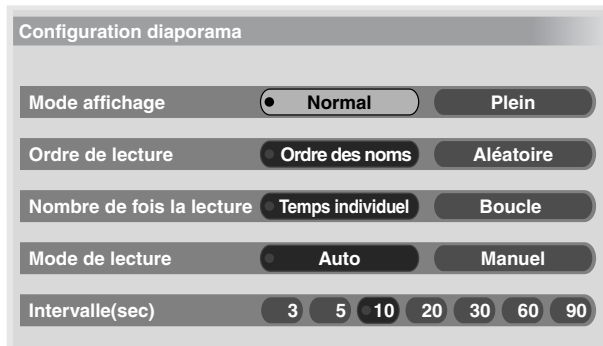 Configuration diaporama
Mode affichage Normal Plein
Ordre de lecture Ordre des noms Aléatoire
Nombre de fois la lecture Temps individuel Boucle
Mode de lecture Auto Manuel
Intervalle(sec) 3 5 10 20 30 60 90